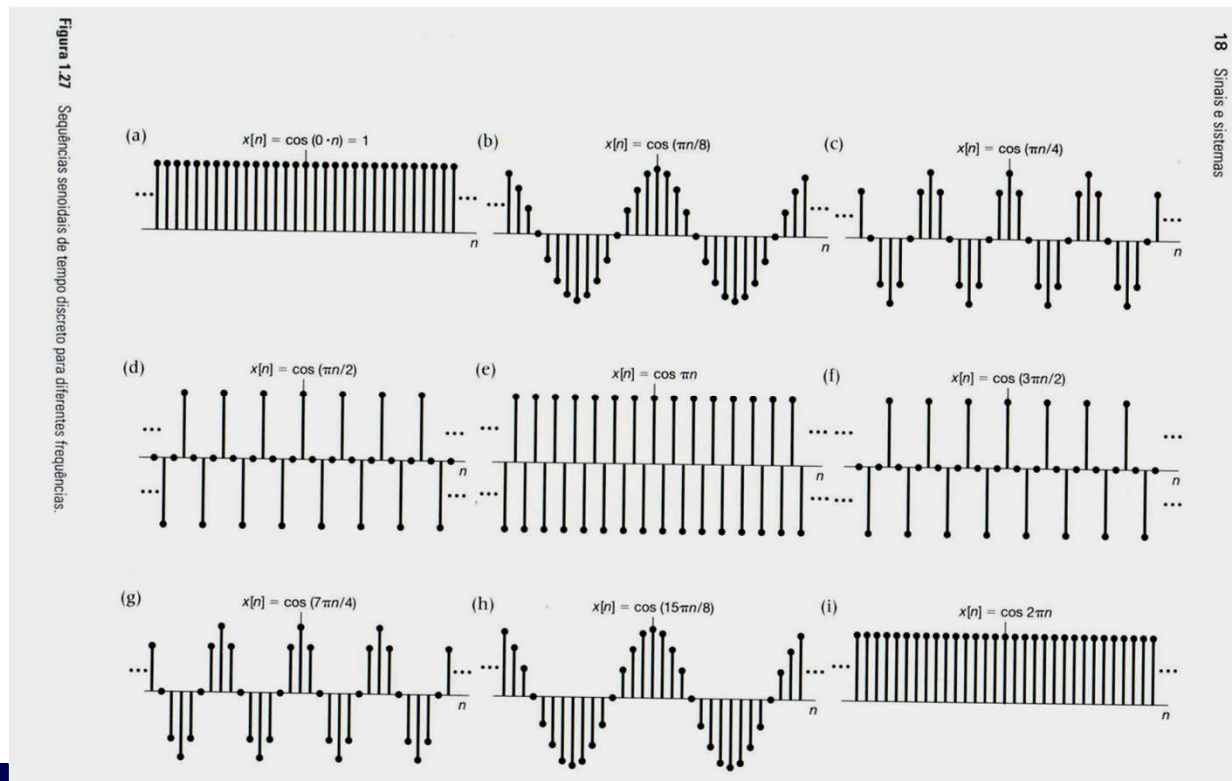 18 Sinais e sistemas
(a)
x[n] = cos (0 · n) = 1
... ...
n
(b)
x[n] = cos (πn/8)
... ...
n
(c)
x[n] = cos (πn/4)
... ...
n
(d)
x[n] = cos (πn/2)
... ...
n
... ...
(e)
x[n] = cos πn
... ...
n
... ...
(f)
x[n] = cos (3πn/2)
... ...
n
... ...
(g)
x[n] = cos (7πn/4)
... ...
n
(h)
x[n] = cos (15πn/8)
... ...
n
(i)
x[n] = cos 2πn
... ...
n
Figura 1.27 Sequências senoidais de tempo discreto para diferentes frequências.